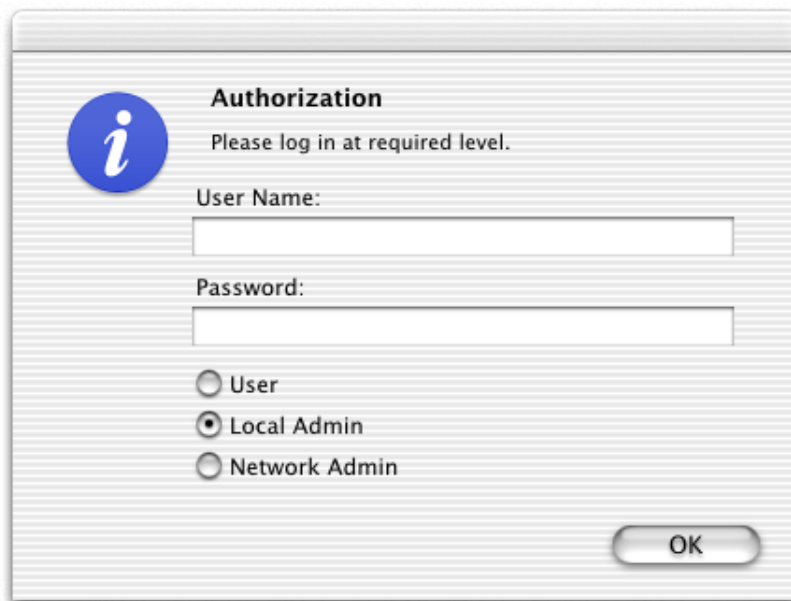 Authorization
Please log in at required level.
User Name:
Password:
User
Local Admin
Network Admin
OK